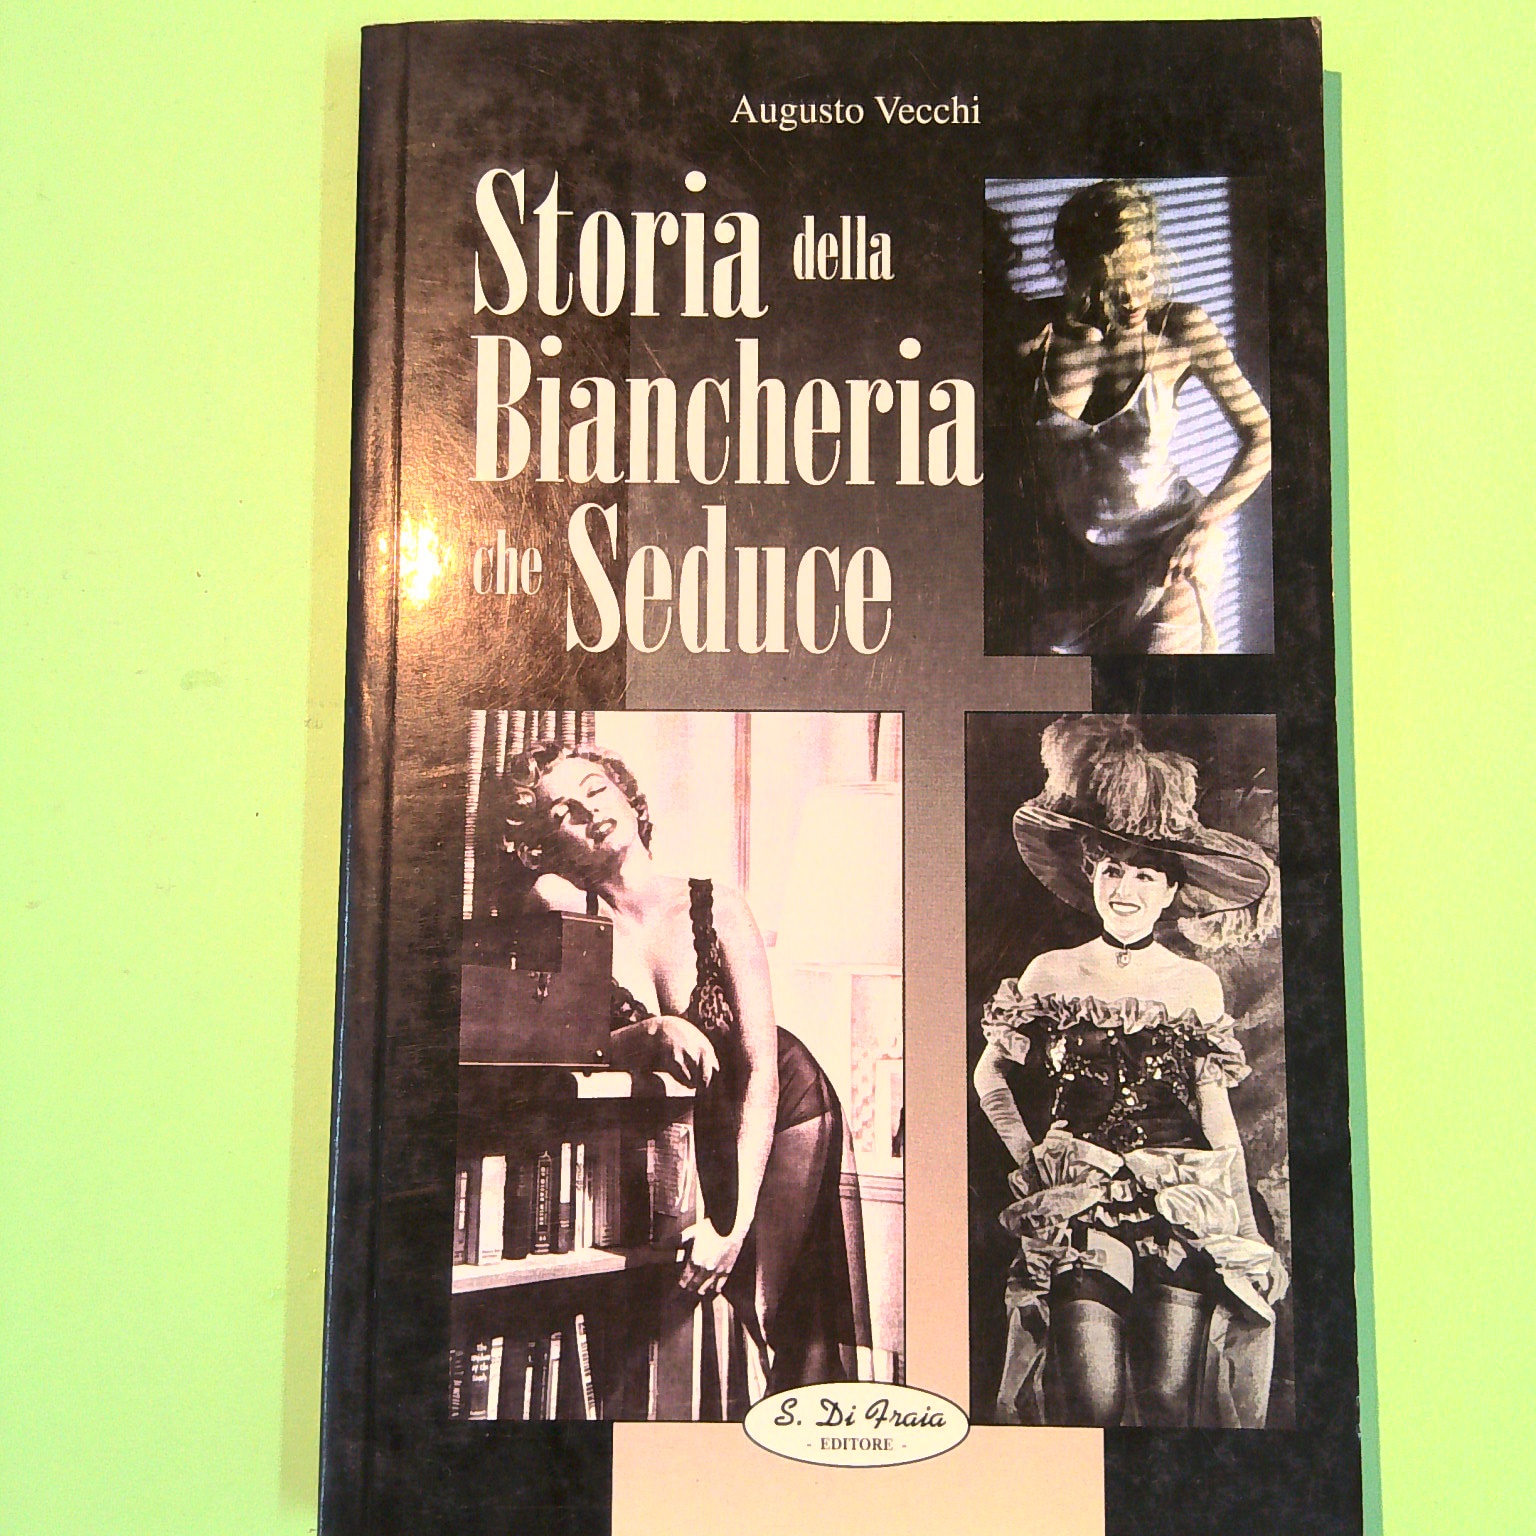 Augusto Vecchi
Storia della
Biancheria
che Seduce
S. Di Fraia
- EDITORE -